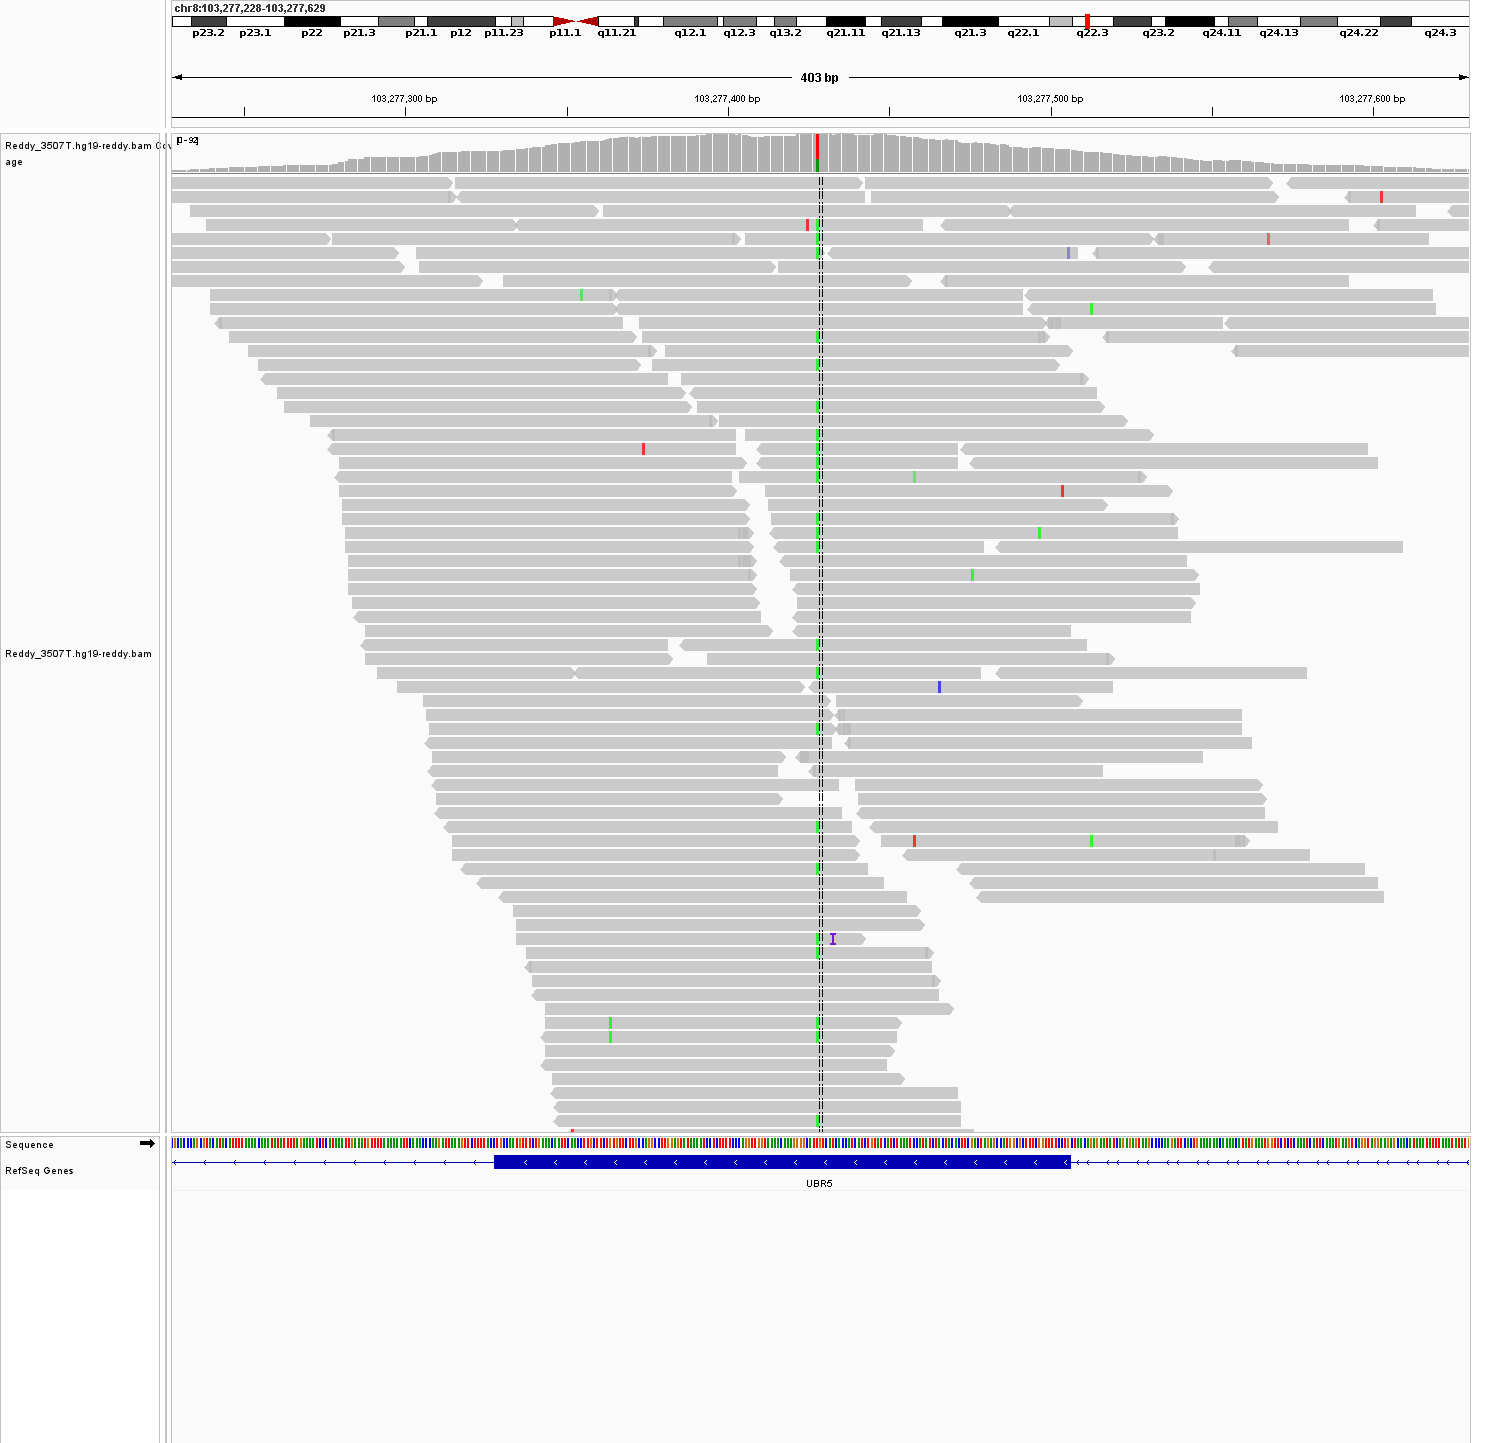 chr8:103,277,228-103,277,629
p23.2 p23.1 p22 p21.3 p21.1 p12 p11.23 p11.1 q11.21 q12.1 q12.3 q13.2 q21.11 q21.13 q21.3 q22.1 q22.3 q23.2 q24.11 q24.13 q24.22 q24.3
403 bp
103,277,300 bp 103,277,400 bp 103,277,500 bp 103,277,600 bp
Reddy_3507T.hg19-reddy.bam Cov
age
[0-92]
Reddy_3507T.hg19-reddy.bam
I
Sequence
RefSeq Genes
UBR5